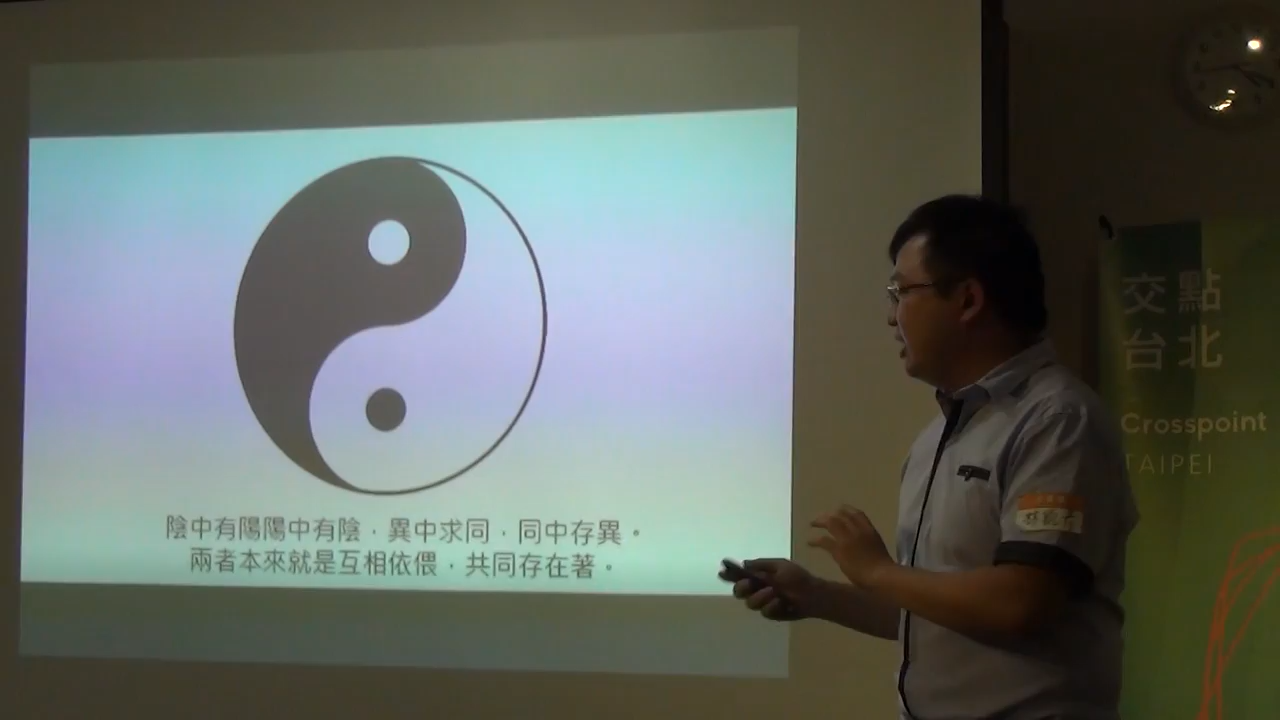 陰中有陽陽中有陰，異中求同，同中存異。
兩者本來就是互相依偎，共同存在著。
交點
台北
Crosspoint
TAIPEI